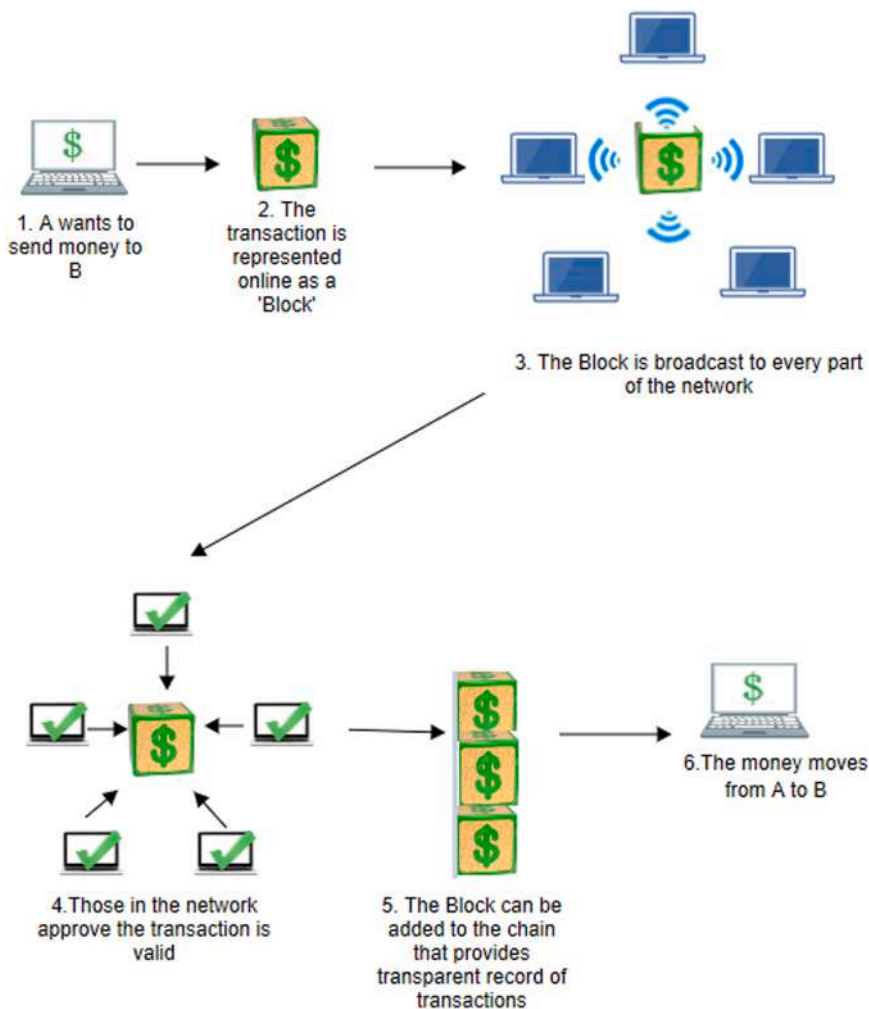 $
$
$
1. A wants to
send money to
B
2. The
transaction is
represented
online as a
'Block'
3. The Block is broadcast to every part
of the network
$
$
$
$
$
4.Those in the network
approve the transaction is
valid
5. The Block can be
added to the chain
that provides
transparent record of
transactions
6.The money moves
from A to B